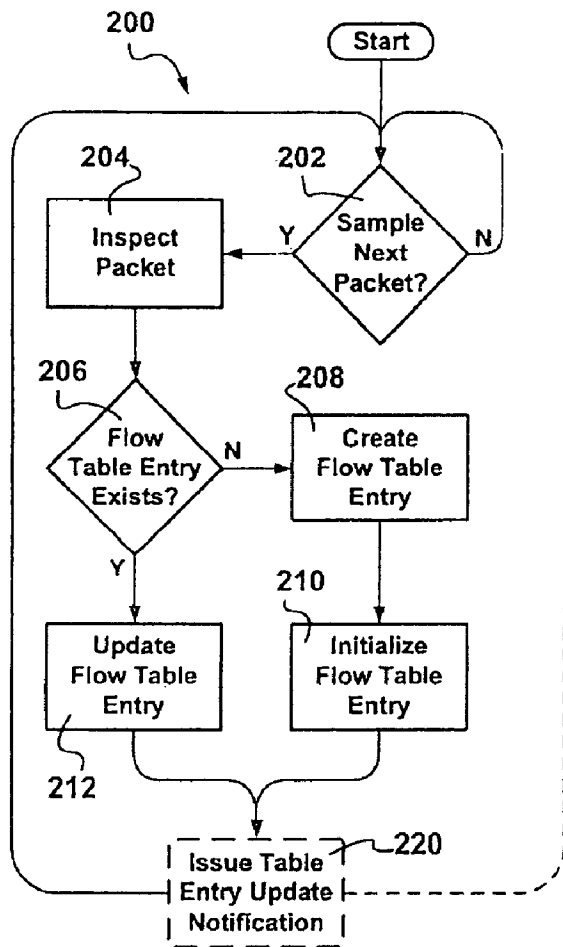 200
Start
204
202
Inspect
Packet
Y
Sample
Next
Packet?
N
206
208
Flow
Table Entry
Exists?
N
Create
Flow Table
Entry
Y
210
Update
Flow Table
Entry
Initialize
Flow Table
Entry
212
220
Issue Table
Entry Update
Notification